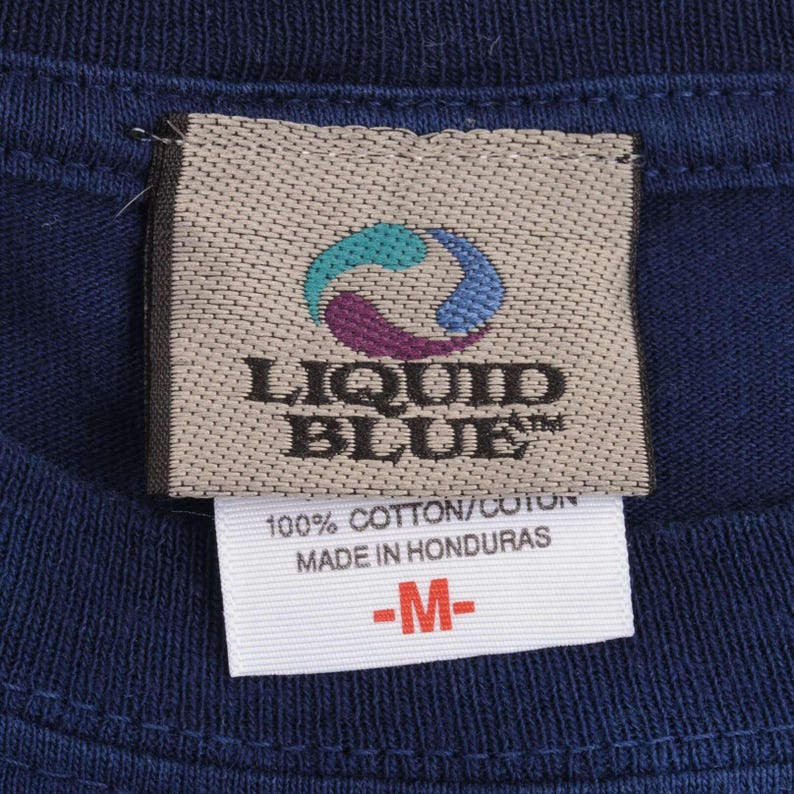 LIQUID
BLUE™
100% COTTON/COTON
MADE IN HONDURAS
-M-